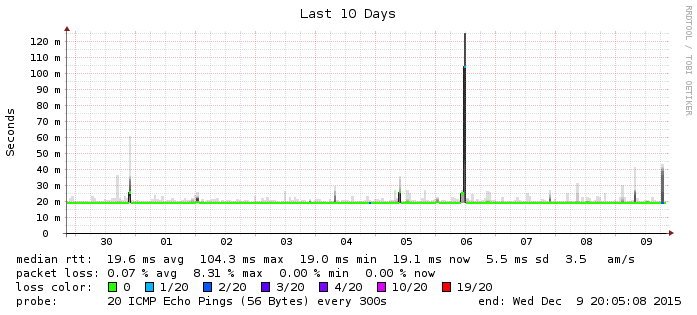 Last 10 Days
RRDTOOL / TOBI OETIKER
Seconds
120 m
110 m
100 m
90 m
80 m
70 m
60 m
50 m
40 m
30 m
20 m
10 m
0
30 01 02 03 04 05 06 07 08 09
median rtt: 19.6 ms avg 104.3 ms max 19.0 ms min 19.1 ms now 5.5 ms sd 3.5 am/s
packet loss: 0.07 % avg 8.31 % max 0.00 % min 0.00 % now
loss color: 0 1/20 2/20 3/20 4/20 10/20 19/20
probe: 20 ICMP Echo Pings (56 Bytes) every 300s end: Wed Dec 9 20:05:08 2015